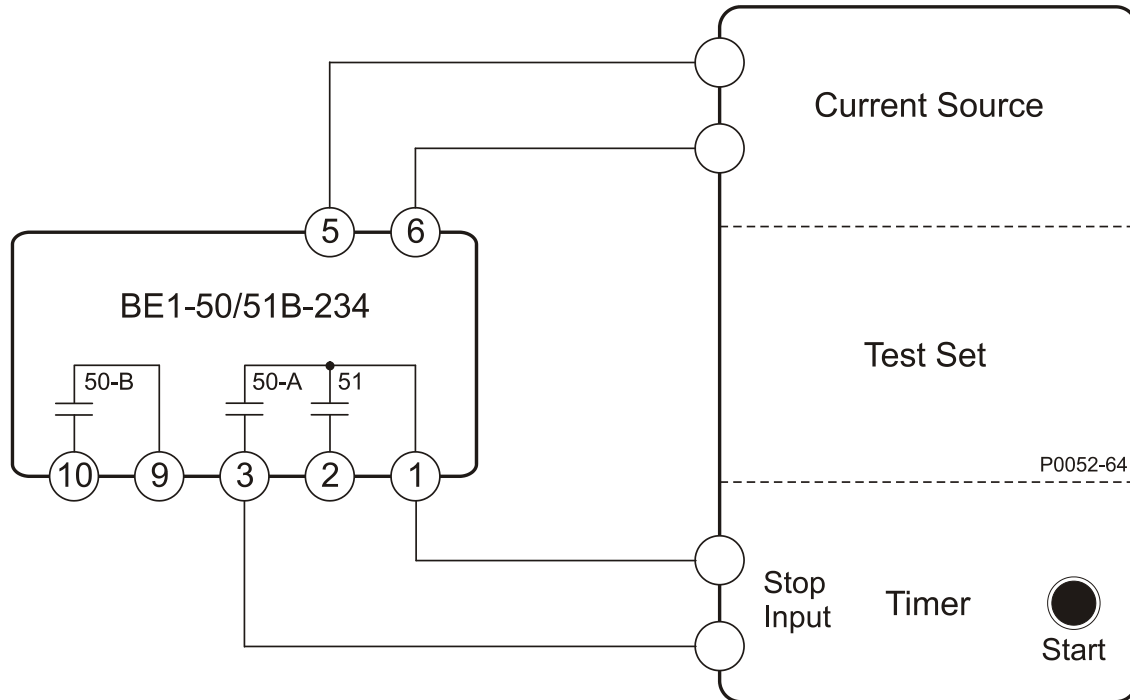 Current Source
5
6
BE1-50/51B-234
50-B
50-A
51
Test Set
10
9
3
2
1
P0052-64
Stop
Input
Timer
Start